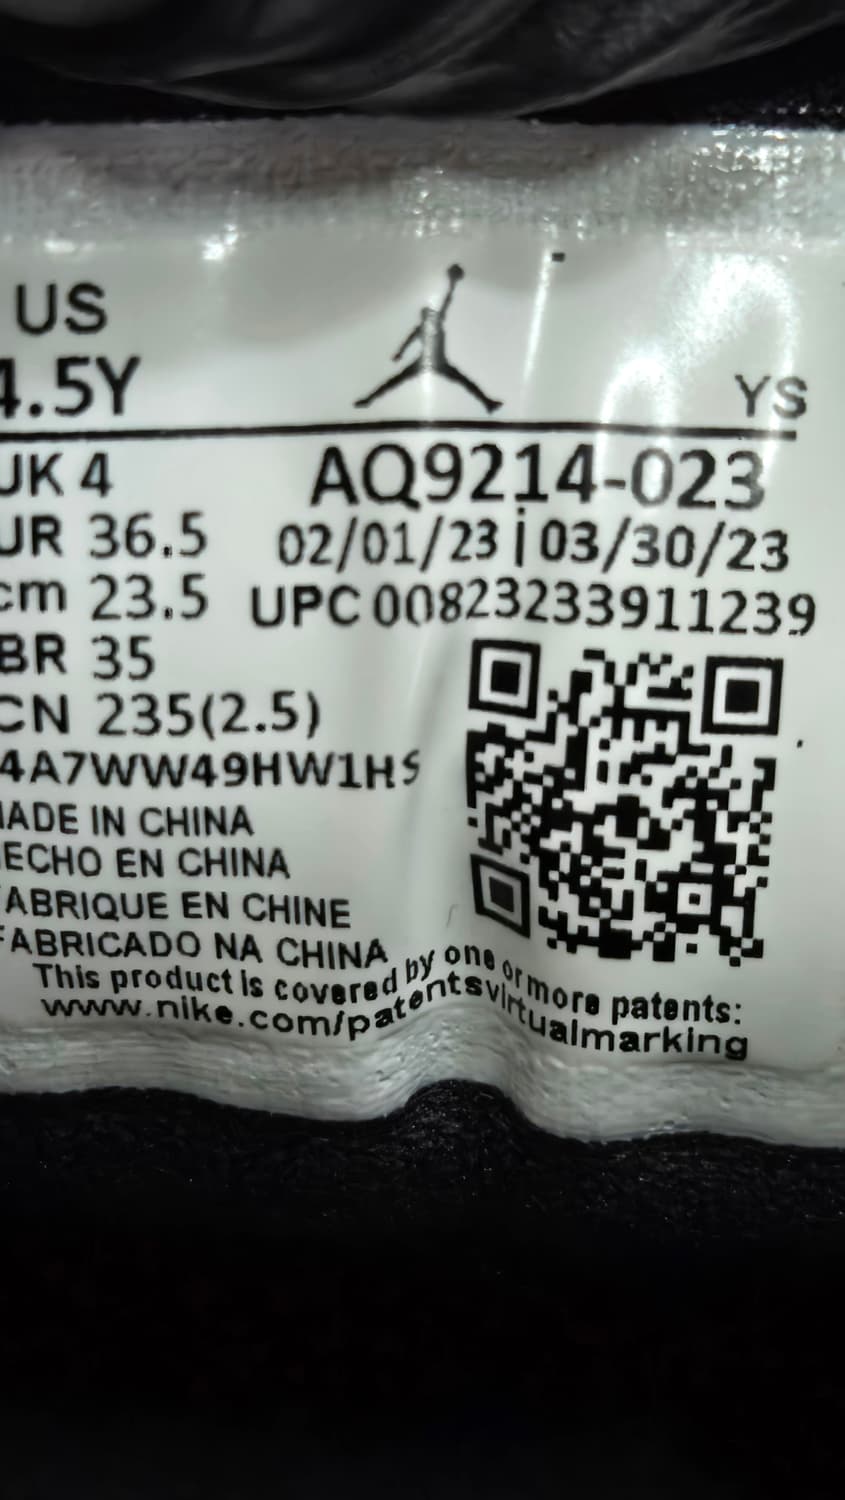 US
4.5Y
YS
UK 4
AQ9214-023
UR 36.5
02/01/23 | 03/30/23
cm 23.5
UPC 00823233911239
BR 35
CN 235(2.5)
4A7WW49HW1HS
MADE IN CHINA
ECHO EN CHINA
FABRIQUE EN CHINE
FABRICADO NA CHINA
This product is covered by one or more patents:
www.nike.com/patentsvirtualmarking